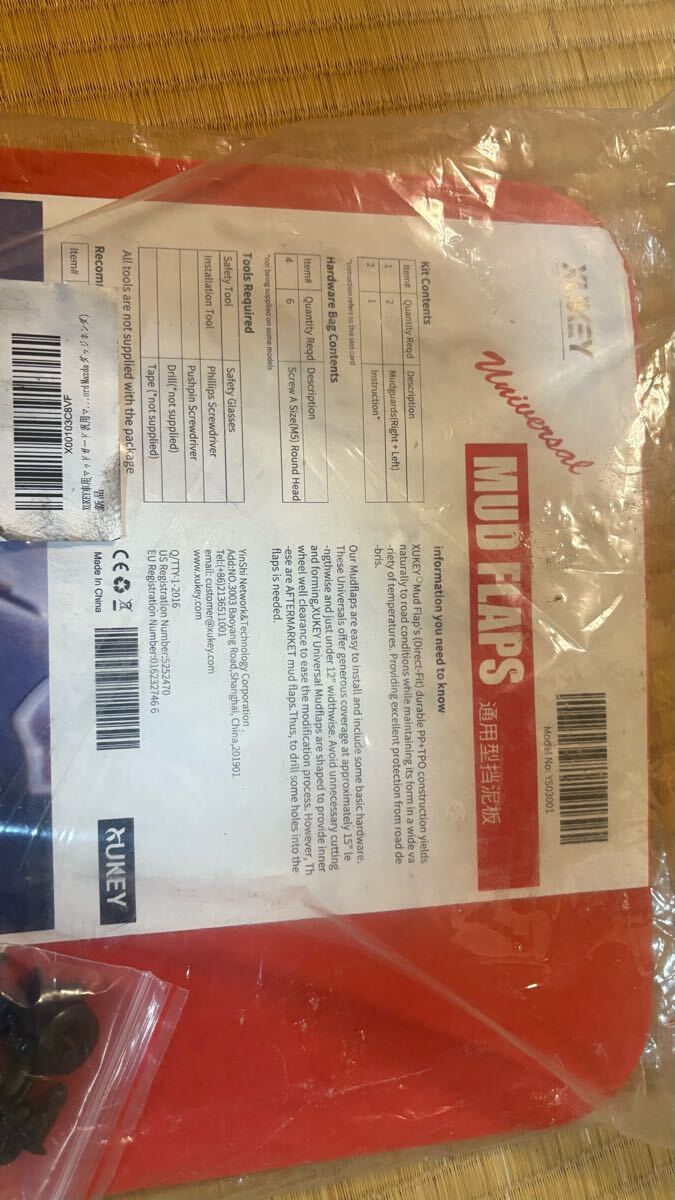 XUKEY
Universal
MUD FLAPS
通用型挡泥板
Model No: YS03001
Kit Contents
Item# Quantity Reqd Description
1 2 Mudguards(Right + Left)
2 1 Instruction*
*Instruction refers to this slot card
Hardware Bag Contents
Item# Quantity Reqd Description
4 6 Screw A Size(M5) Round Head
*not being supplied on some models
Tools Required
Safety Tool Safety Glasses
Installation Tool Phillips Screwdriver
Pushpin Screwdriver
Drill(*not supplied)
Tape (*not supplied)
All tools are not supplied with the package
Recom
Item#
information you need to know
XUKEY Mud Flap's (Direct-Fit) durable PP+TPO construction yields
naturally to road conditions while maintaining its form in a wide va
-riety of temperatures. Providing excellent protection from road de
-bris.
Our Mudflaps are easy to install and include some basic hardware.
These Universals offer generous coverage at approximately 15" le
-ngthwise and just under 12" widthwise. Avoid unnecessary cutting
and forming,XUKEY Universal Mudflaps are shaped to provide inner
wheel well clearance to ease the modification process. However, Th
-ese are AFTERMARKET mud flaps.Thus, to drill some holes into the
flaps is needed.
YinShi Network&Technology Corporation ;
Add:NO.3003 Baoyang Road,Shanghai, China,201901
Tel:(+86)2136511001
email: customer@xukey.com
www.xukey.com
Q/TTY-1-2016
US Registration Number:5252470
EU Registration Number:016232746 6
CE
Made In China
XUKEY
X00103C8VF